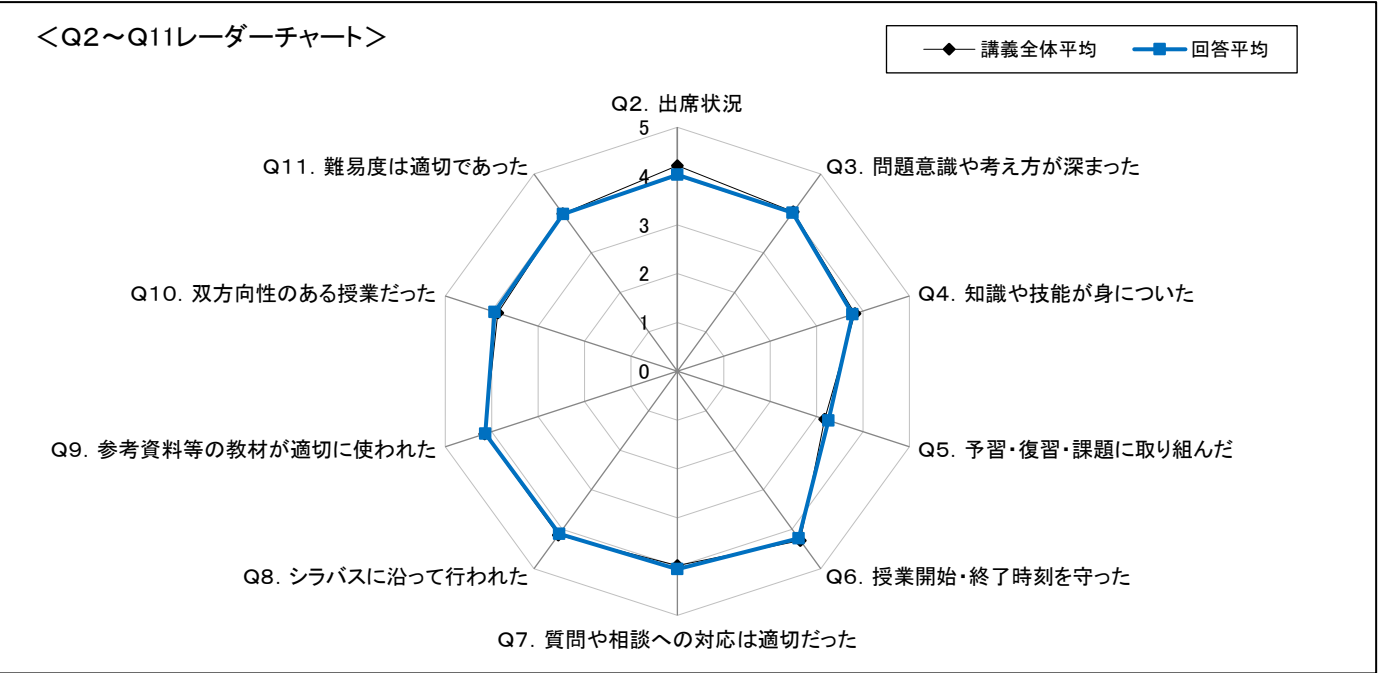 ＜Q2～Q11レーダーチャート＞
講義全体平均
回答平均
Q2．出席状況
Q3．問題意識や考え方が深まった
Q4．知識や技能が身についた
Q5．予習・復習・課題に取り組んだ
Q6．授業開始・終了時刻を守った
Q7．質問や相談への対応は適切だった
Q8．シラバスに沿って行われた
Q9．参考資料等の教材が適切に使われた
Q10．双方向性のある授業だった
Q11．難易度は適切であった
5
4
3
2
1
0